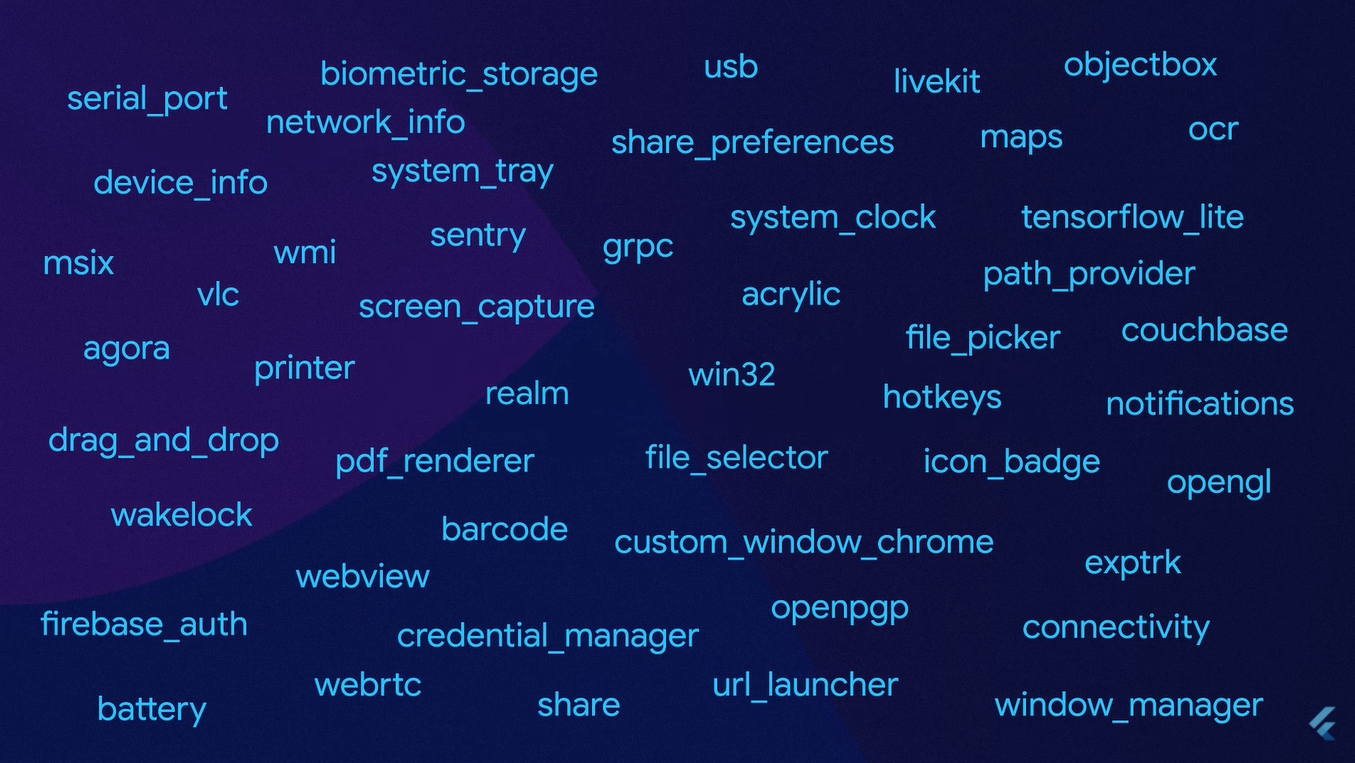 biometric_storage
usb
livekit
objectbox
serial_port
network_info
share_preferences
maps
ocr
device_info
system_tray
system_clock
tensorflow_lite
msix
wmi
sentry
grpc
path_provider
vlc
screen_capture
acrylic
file_picker
couchbase
agora
printer
realm
win32
hotkeys
notifications
drag_and_drop
pdf_renderer
file_selector
icon_badge
opengl
wakelock
barcode
custom_window_chrome
exptrk
webview
openpgp
firebase_auth
credential_manager
connectivity
webrtc
url_launcher
battery
share
window_manager